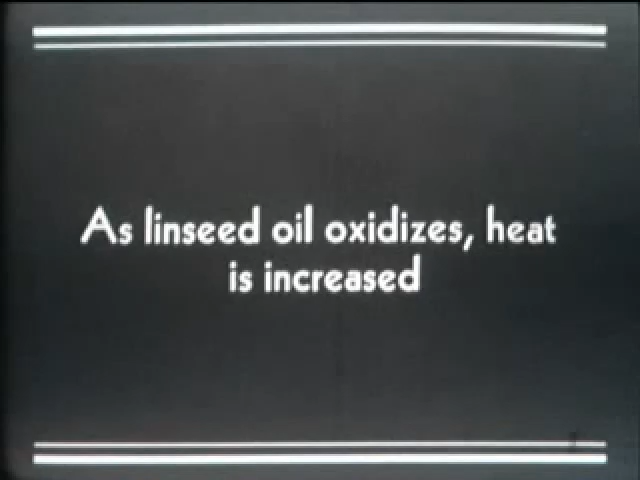 As linseed oil oxidizes, heat
is increased